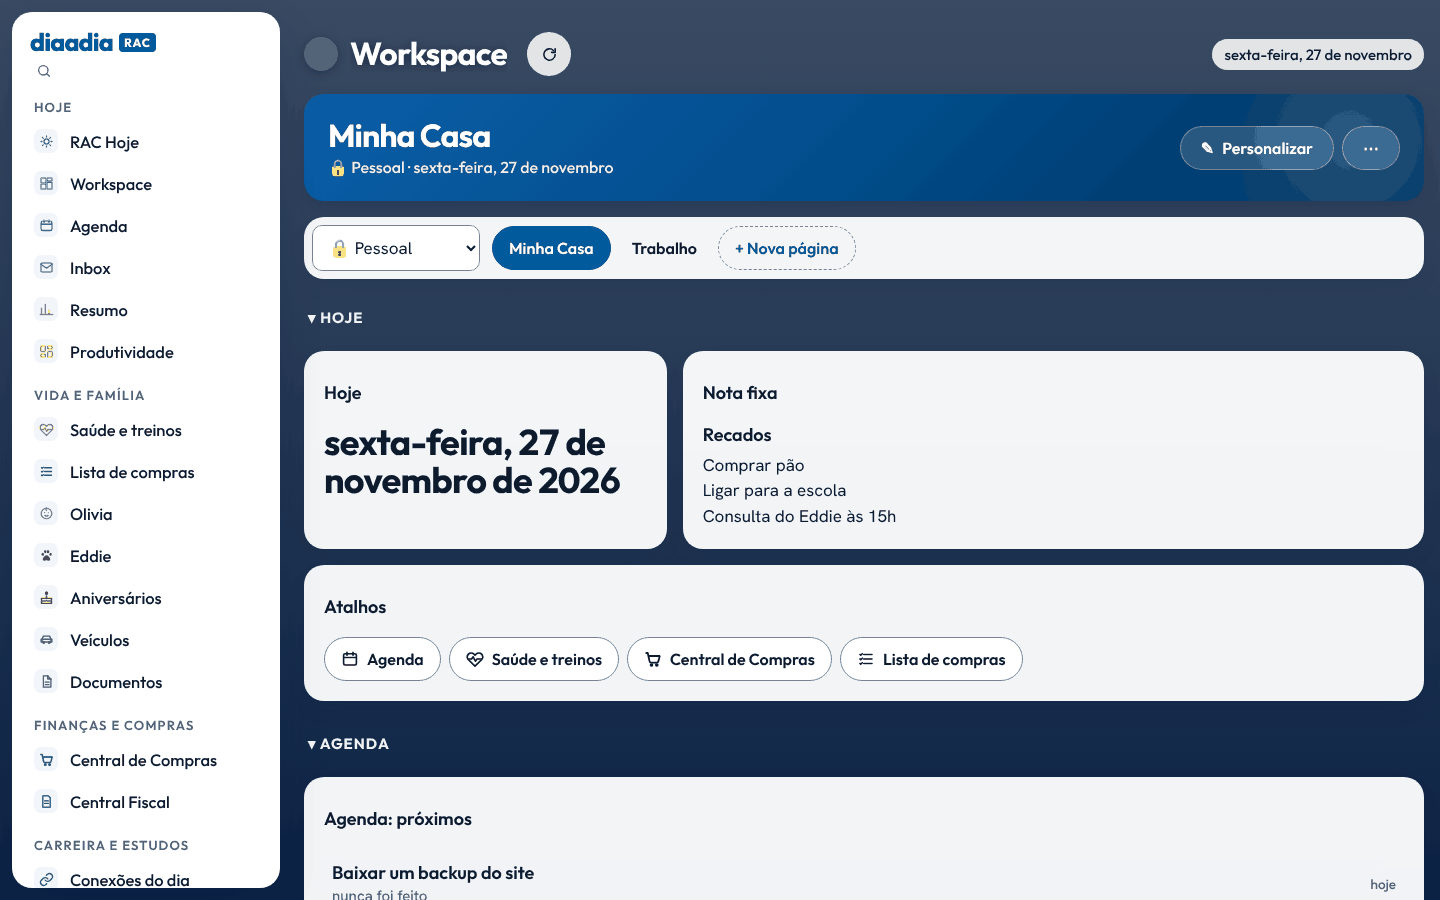 diaadia RAC
HOJE
RAC Hoje
Workspace
Agenda
Inbox
Resumo
Produtividade
VIDA E FAMÍLIA
Saúde e treinos
Lista de compras
Olivia
Eddie
Aniversários
Veículos
Documentos
FINANÇAS E COMPRAS
Central de Compras
Central Fiscal
CARREIRA E ESTUDOS
Conexões do dia
Workspace
sexta-feira, 27 de novembro
Minha Casa
Pessoal · sexta-feira, 27 de novembro
✎ Personalizar
⋯
Pessoal
Minha Casa
Trabalho
+ Nova página
▾ HOJE
Hoje
sexta-feira, 27 de
novembro de 2026
Nota fixa
Recados
Comprar pão
Ligar para a escola
Consulta do Eddie às 15h
Atalhos
Agenda
Saúde e treinos
Central de Compras
Lista de compras
▾ AGENDA
Agenda: próximos
Baixar um backup do site
nunca foi feito
hoje